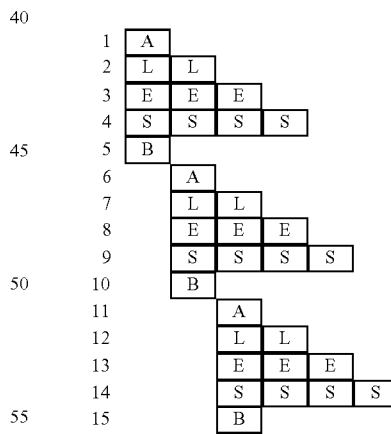 40
1 A
2 L L
3 E E E
4 S S S S
45 5 B
6 A
7 L L
8 E E E
9 S S S S
50 10 B
11 A
12 L L
13 E E E
14 S S S S
55 15 B